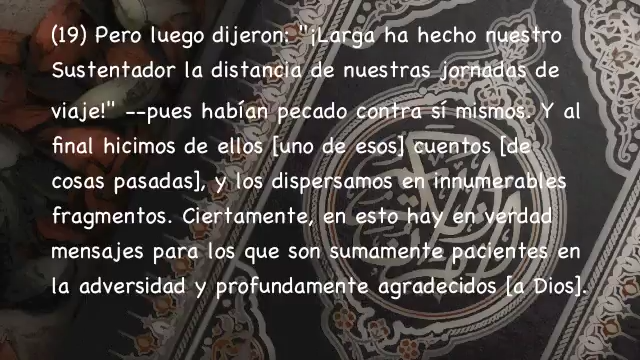 (19) Pero luego dijeron: "¡Larga ha hecho nuestro
Sustentador la distancia de nuestras jornadas de
viaje!" --pues habían pecado contra sí mismos. Y al
final hicimos de ellos [uno de esos] cuentos [de
cosas pasadas], y los dispersamos en innumerables
fragmentos. Ciertamente, en esto hay en verdad
mensajes para los que son sumamente pacientes en
la adversidad y profundamente agradecidos [a Dios].